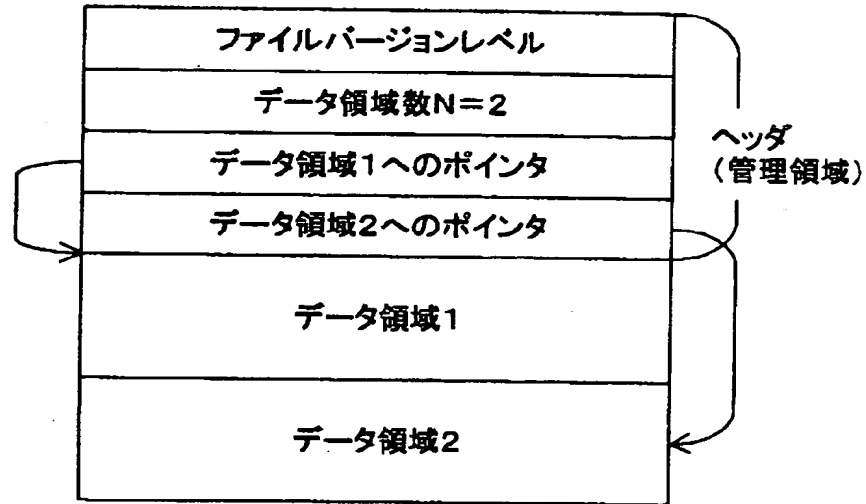 ファイルバージョンレベル
データ領域数N=2
データ領域1へのポインタ
データ領域2へのポインタ
ヘッダ
(管理領域)
データ領域1
データ領域2